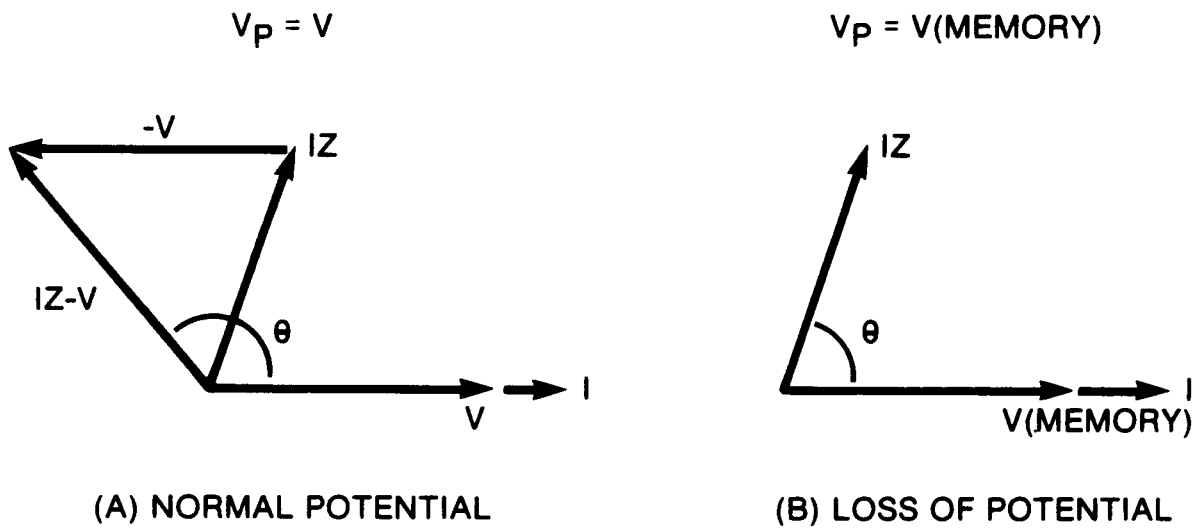 VP = V
-V
IZ
IZ-V
θ
V
I
(A) NORMAL POTENTIAL
VP = V(MEMORY)
IZ
θ
I
V(MEMORY)
(B) LOSS OF POTENTIAL